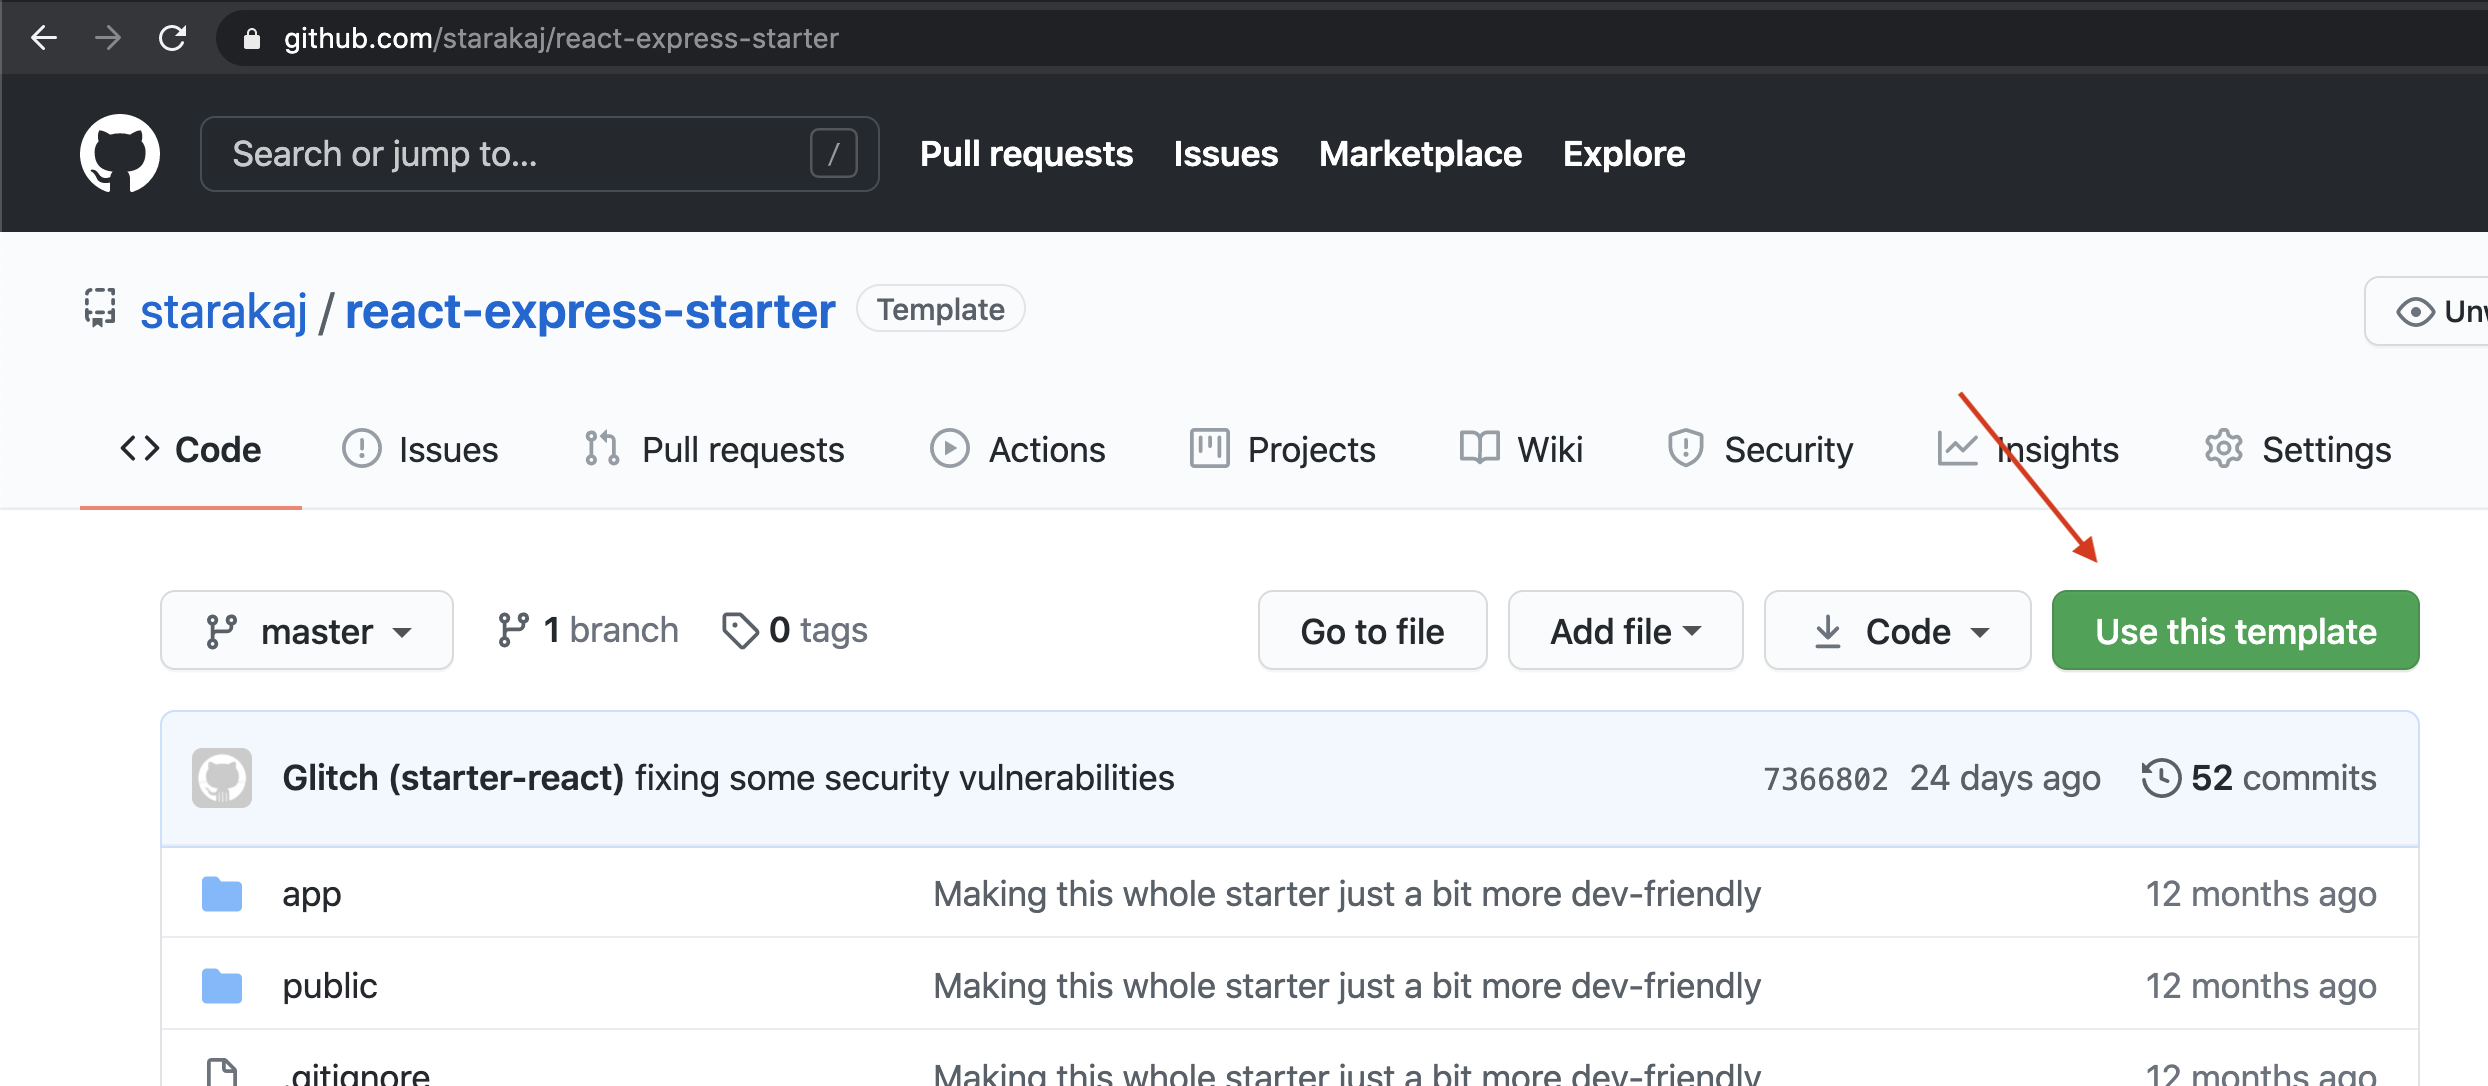 github.com/starakaj/react-express-starter
Search or jump to... /
Pull requests Issues Marketplace Explore
starakaj / react-express-starter Template
Code Issues Pull requests Actions Projects Wiki Security Insights Settings
master 1 branch 0 tags Go to file Add file Code Use this template
Glitch (starter-react) fixing some security vulnerabilities 7366802 24 days ago 52 commits
app Making this whole starter just a bit more dev-friendly 12 months ago
public Making this whole starter just a bit more dev-friendly 12 months ago
.gitignore Making this whole starter just a bit more dev-friendly 12 months ago